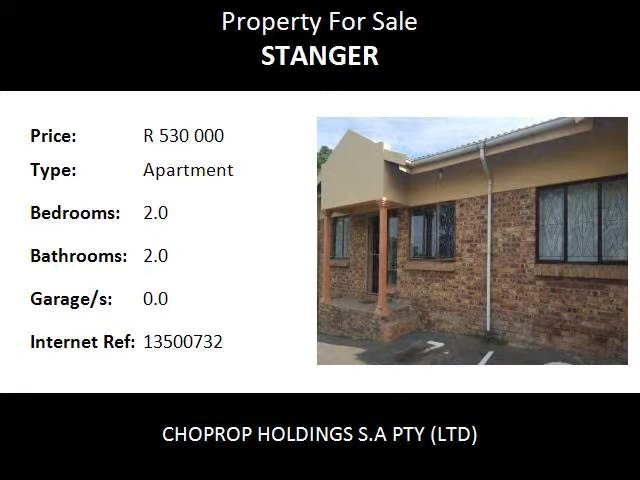 Property For Sale
STANGER
Price: R 530 000
Type: Apartment
Bedrooms: 2.0
Bathrooms: 2.0
Garage/s: 0.0
Internet Ref: 13500732
CHOPROP HOLDINGS S.A PTY (LTD)